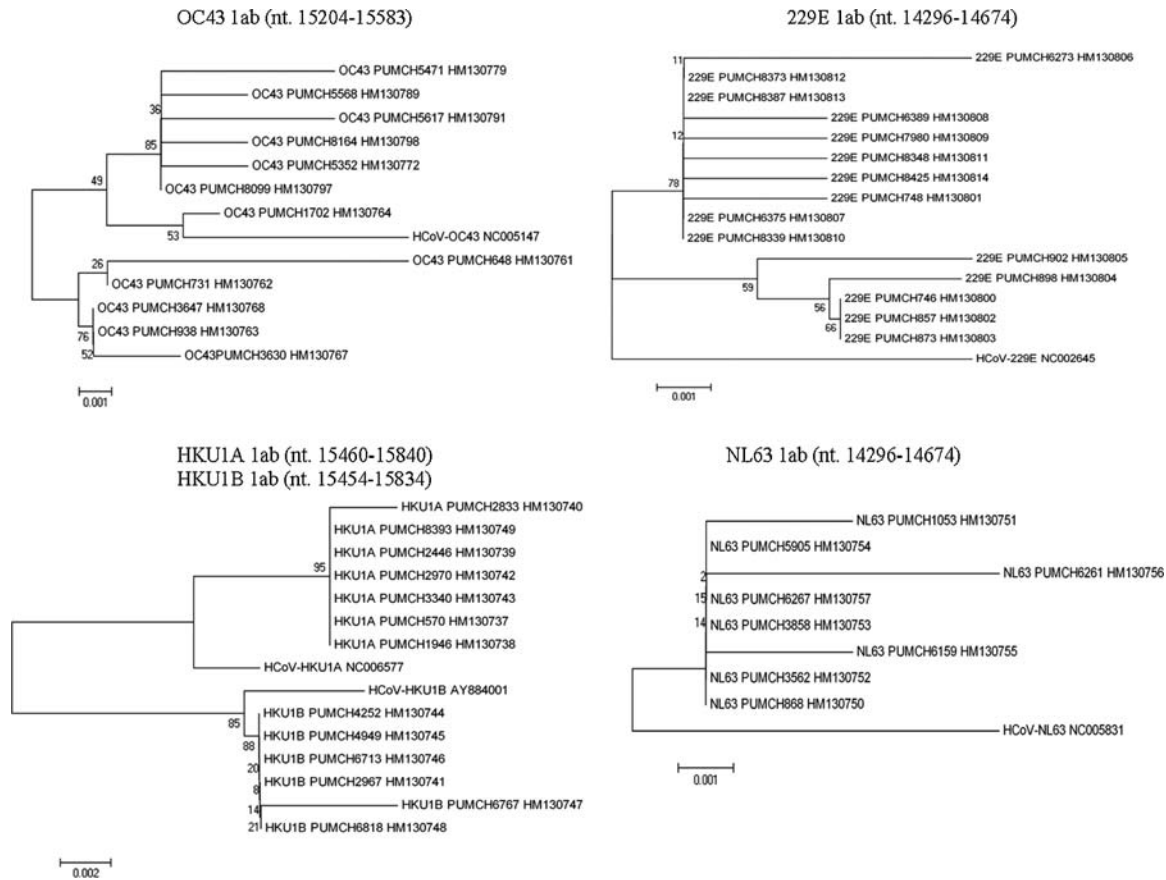 OC43 1ab (nt. 15204-15583)
OC43 PUMCH5471 HM130779
OC43 PUMCH5568 HM130789
36
OC43 PUMCH5617 HM130791
OC43 PUMCH8164 HM130798
85
OC43 PUMCH5352 HM130772
49
OC43 PUMCH8099 HM130797
OC43 PUMCH1702 HM130764
53
HCoV-OC43 NC005147
26
OC43 PUMCH648 HM130761
OC43 PUMCH731 HM130762
OC43 PUMCH3647 HM130768
OC43 PUMCH938 HM130763
76
52
OC43PUMCH3630 HM130767
0.001
229E 1ab (nt. 14296-14674)
11
229E PUMCH6273 HM130806
229E PUMCH8373 HM130812
229E PUMCH8387 HM130813
229E PUMCH6389 HM130808
12
229E PUMCH7980 HM130809
229E PUMCH8348 HM130811
229E PUMCH8425 HM130814
78
229E PUMCH748 HM130801
229E PUMCH6375 HM130807
229E PUMCH8339 HM130810
229E PUMCH902 HM130805
59
229E PUMCH898 HM130804
56
229E PUMCH746 HM130800
229E PUMCH857 HM130802
66
229E PUMCH873 HM130803
HCoV-229E NC002645
0.001
HKU1A 1ab (nt. 15460-15840)
HKU1B 1ab (nt. 15454-15834)
HKU1A PUMCH2833 HM130740
HKU1A PUMCH8393 HM130749
HKU1A PUMCH2446 HM130739
95
HKU1A PUMCH2970 HM130742
HKU1A PUMCH3340 HM130743
HKU1A PUMCH570 HM130737
HKU1A PUMCH1946 HM130738
HCoV-HKU1A NC006577
HCoV-HKU1B AY884001
85
HKU1B PUMCH4252 HM130744
88
HKU1B PUMCH4949 HM130745
HKU1B PUMCH6713 HM130746
20
HKU1B PUMCH2967 HM130741
8
HKU1B PUMCH6767 HM130747
14
21
HKU1B PUMCH6818 HM130748
0.002
NL63 1ab (nt. 14296-14674)
NL63 PUMCH1053 HM130751
NL63 PUMCH5905 HM130754
2
NL63 PUMCH6261 HM130756
15
NL63 PUMCH6267 HM130757
14
NL63 PUMCH3858 HM130753
NL63 PUMCH6159 HM130755
NL63 PUMCH3562 HM130752
NL63 PUMCH868 HM130750
HCoV-NL63 NC005831
0.001